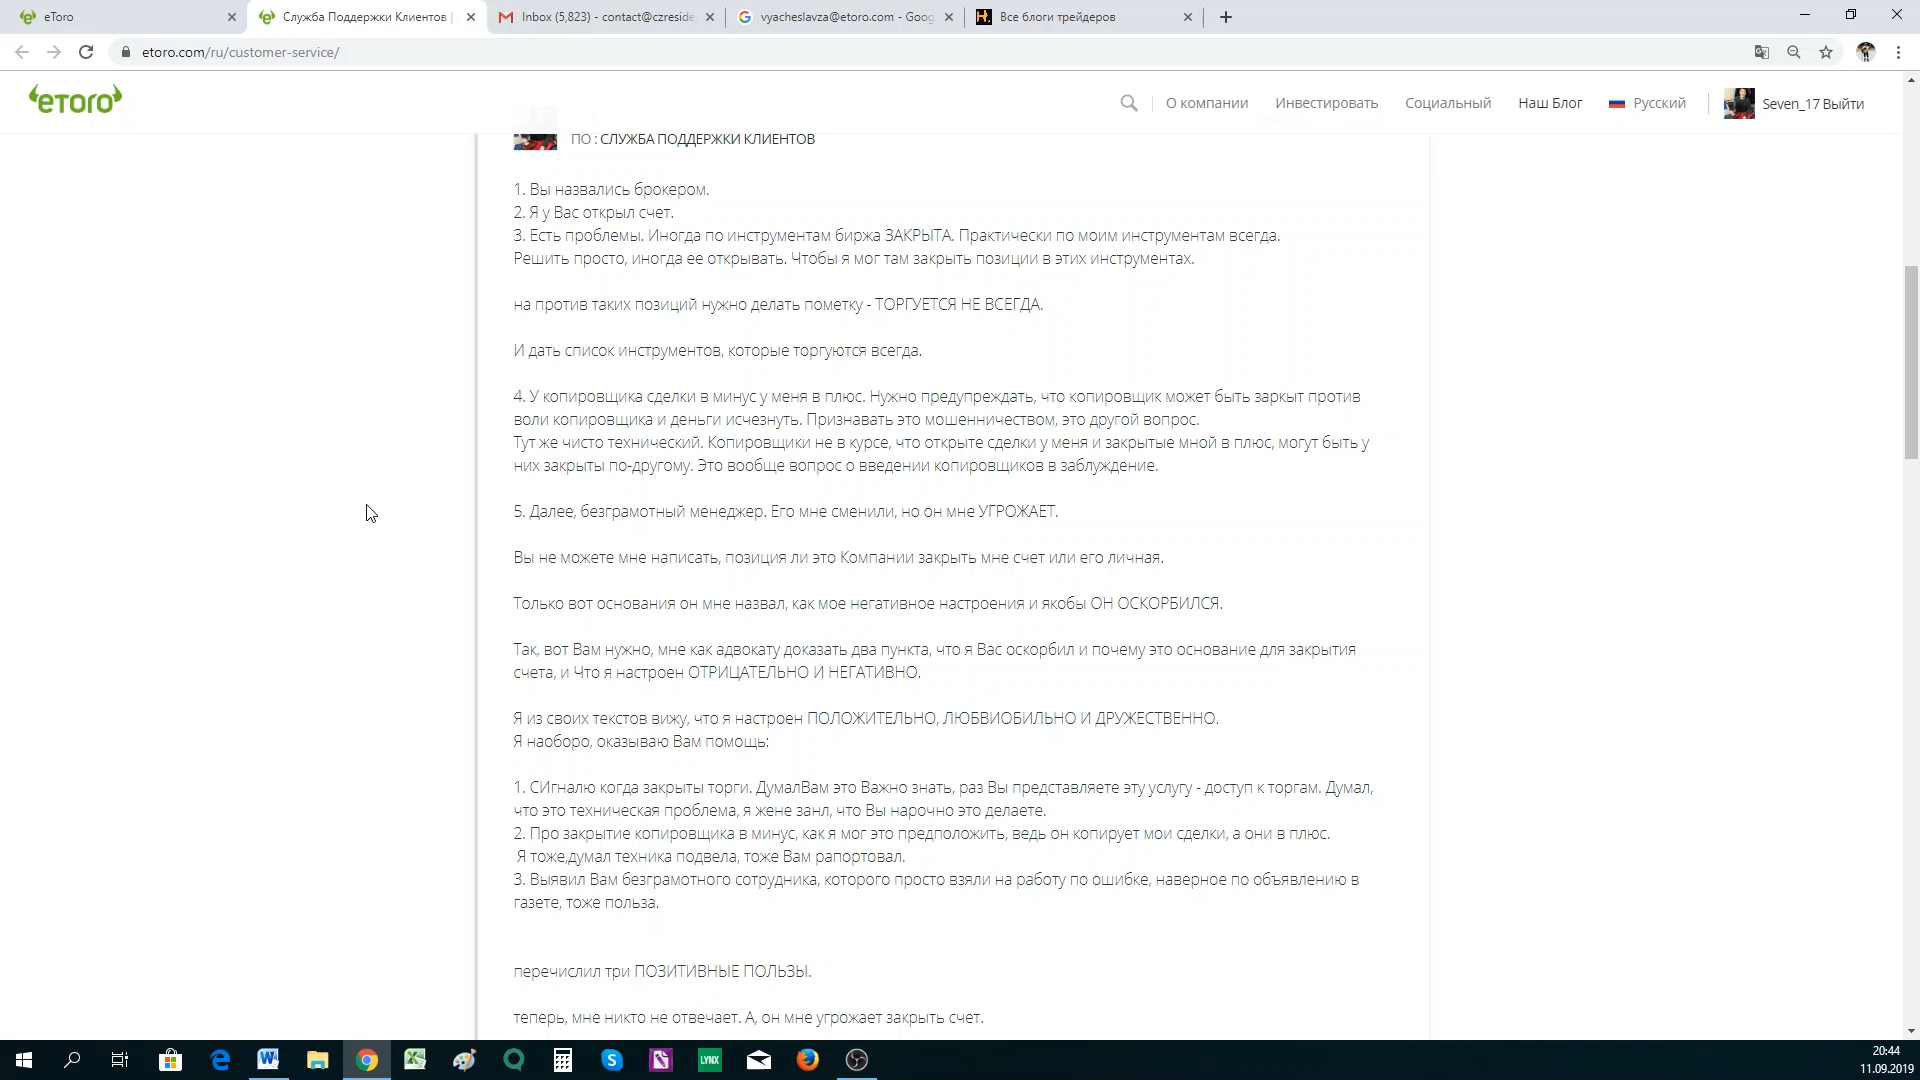 eToro
Служба Поддержки Клиентов |
Inbox (5,823) - contact@czreside
vyacheslavza@etoro.com - Goog
Все блоги трейдеров
etoro.com/ru/customer-service/
eToro
О компании
Инвестировать
Социальный
Наш Блог
Русский
Seven_17 Выйти
ПО : СЛУЖБА ПОДДЕРЖКИ КЛИЕНТОВ
1. Вы назвались брокером.
2. Я у Вас открыл счет.
3. Есть проблемы. Иногда по инструментам биржа ЗАКРЫТА. Практически по моим инструментам всегда.
Решить просто, иногда ее открывать. Чтобы я мог там закрыть позиции в этих инструментах.
на против таких позиций нужно делать пометку - ТОРГУЕТСЯ НЕ ВСЕГДА.
И дать список инструментов, которые торгуются всегда.
4. У копировщика сделки в минус у меня в плюс. Нужно предупреждать, что копировщик может быть заркыт против
воли копировщика и деньги исчезнуть. Признавать это мошенничеством, это другой вопрос.
Тут же чисто технический. Копировщики не в курсе, что открыте сделки у меня и закрытые мной в плюс, могут быть у
них закрыты по-другому. Это вообще вопрос о введении копировщиков в заблуждение.
5. Далее, безграмотный менеджер. Его мне сменили, но он мне УГРОЖАЕТ.
Вы не можете мне написать, позиция ли это Компании закрыть мне счет или его личная.
Только вот основания он мне назвал, как мое негативное настроения и якобы ОН ОСКОРБИЛСЯ.
Так, вот Вам нужно, мне как адвокату доказать два пункта, что я Вас оскорбил и почему это основание для закрытия
счета, и Что я настроен ОТРИЦАТЕЛЬНО И НЕГАТИВНО.
Я из своих текстов вижу, что я настроен ПОЛОЖИТЕЛЬНО, ЛЮБВИОБИЛЬНО И ДРУЖЕСТВЕННО.
Я наоборо, оказываю Вам помощь:
1. СИгналю когда закрыты торги. ДумалВам это Важно знать, раз Вы представляете эту услугу - доступ к торгам. Думал,
что это техническая проблема, я жене занл, что Вы нарочно это делаете.
2. Про закрытие копировщика в минус, как я мог это предположить, ведь он копирует мои сделки, а они в плюс.
Я тоже,думал техника подвела, тоже Вам рапортовал.
3. Выявил Вам безграмотного сотрудника, которого просто взяли на работу по ошибке, наверное по объявлению в
газете, тоже польза.
перечислил три ПОЗИТИВНЫЕ ПОЛЬЗЫ.
теперь, мне никто не отвечает. А, он мне угрожает закрыть счет.
LYNX
20:44
11.09.2019